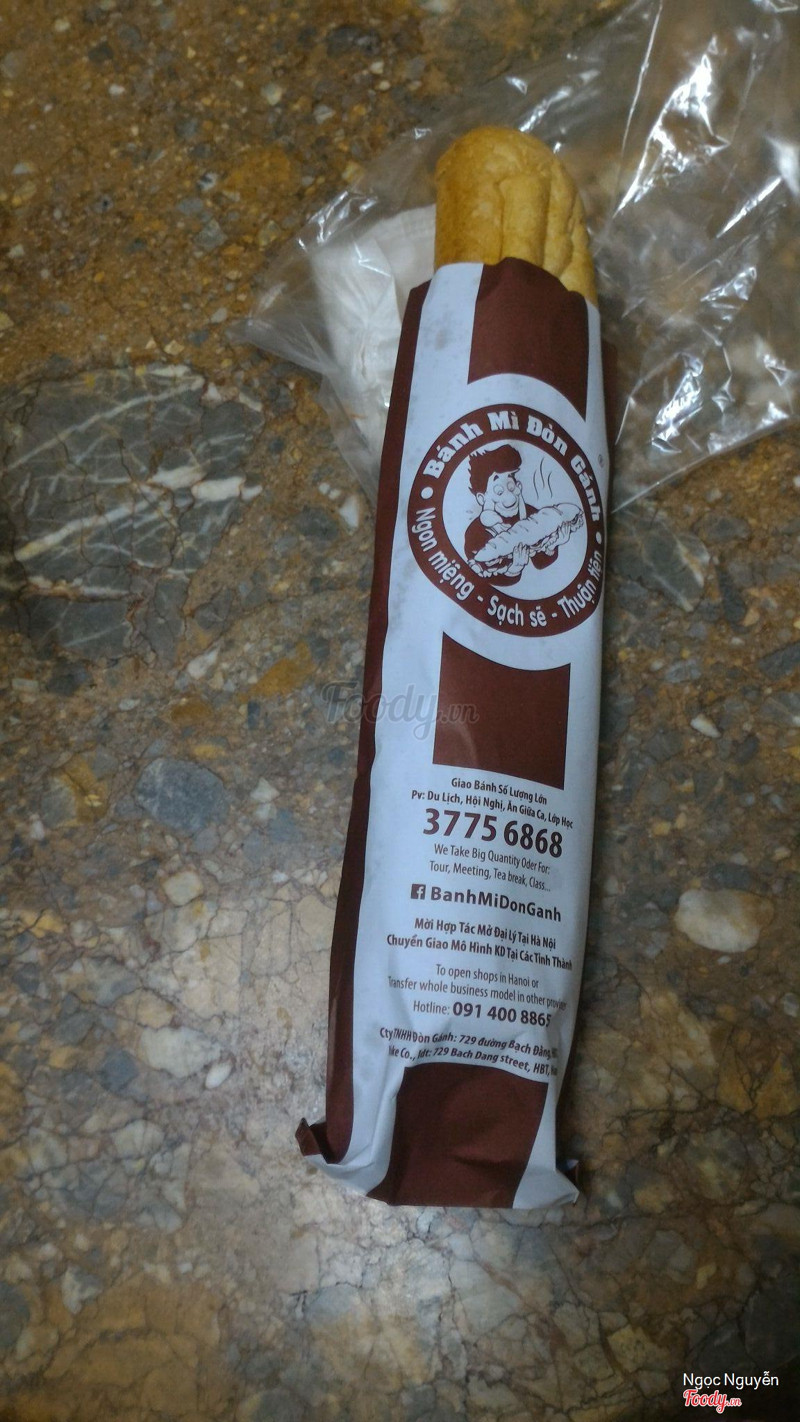 Bánh Mì Đòn Gánh
Ngon miệng - Sạch sẽ - Thuận tiện
®
Foody.vn
Giao Bánh Số Lượng Lớn
Pv: Du Lịch, Hội Nghị, Ăn Giữa Ca, Lớp Học
3775 6868
We Take Big Quantity Oder For:
Tour, Meeting, Tea break, Class...
BanhMiDonGanh
Mời Hợp Tác Mở Đại Lý Tại Hà Nội
Chuyển Giao Mô Hình KD Tại Các Tỉnh Thành
To open shops in Hanoi or
Transfer whole business model in other
Hotline: 091 400 8865
Cty TNHH Đòn Gánh: 729 đường Bạch Đằng,
Co., ldt: 729 Bach Dang street, HBT,
Ngọc Nguyễn
Foody.vn